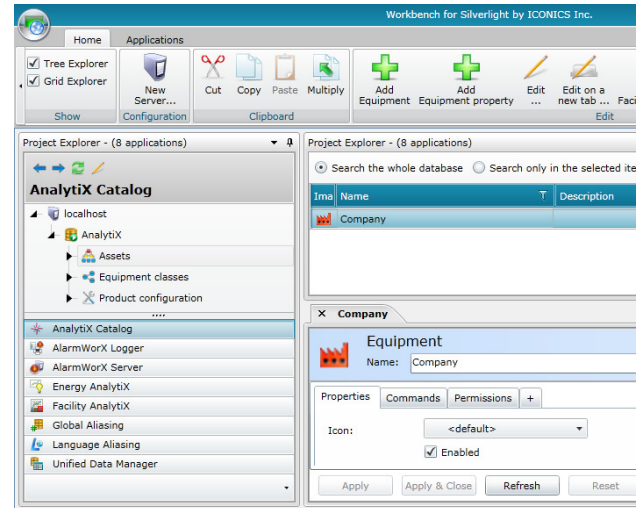 Workbench for Silverlight by ICONICS Inc.
Home Applications
Tree Explorer
Grid Explorer
Show
New Server...
Configuration
Cut Copy Paste Multiply
Clipboard
Add Equipment
Add Equipment property
Edit ...
Edit on a new tab ...
Faci
Edit
Project Explorer - (8 applications)
AnalytiX Catalog
localhost
AnalytiX
Assets
Equipment classes
Product configuration
AnalytiX Catalog
AlarmWorX Logger
AlarmWorX Server
Energy AnalytiX
Facility AnalytiX
Global Aliasing
Language Aliasing
Unified Data Manager
Project Explorer - (8 applications)
Search the whole database Search only in the selected ite
Ima Name Description
Company
X Company
Equipment
Name: Company
Properties Commands Permissions +
Icon: <default>
Enabled
Apply Apply & Close Refresh Reset